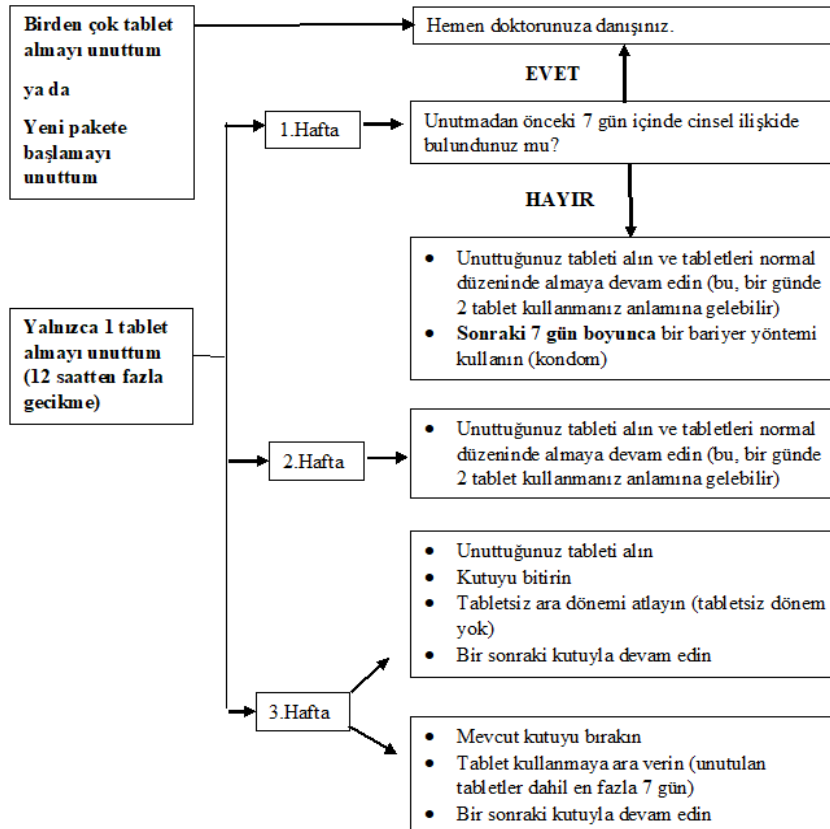 Birden çok tablet
almayı unuttum
ya da
Yeni pakete
başlamayı
unuttum
Hemen doktorunuza danışınız.
EVET
1.Hafta
Unutmadan önceki 7 gün içinde cinsel ilişkide
bulundunuz mu?
HAYIR
• Unuttuğunuz tableti alın ve tabletleri normal
düzeninde almaya devam edin (bu, bir günde
2 tablet kullanmanız anlamına gelebilir)
• Sonraki 7 gün boyunca bir bariyer yöntemi
kullanın (kondom)
Yalnızca 1 tablet
almayı unuttum
(12 saatten fazla
gecikme)
2.Hafta
• Unuttuğunuz tableti alın ve tabletleri normal
düzeninde almaya devam edin (bu, bir günde
2 tablet kullanmanız anlamına gelebilir)
3.Hafta
• Unuttuğunuz tableti alın
• Kutuyu bitirin
• Tabletsiz ara dönemi atlayın (tabletsiz dönem
yok)
• Bir sonraki kutuyla devam edin
• Mevcut kutuyu bırakın
• Tablet kullanmaya ara verin (unutulan
tabletler dahil en fazla 7 gün)
• Bir sonraki kutuyla devam edin